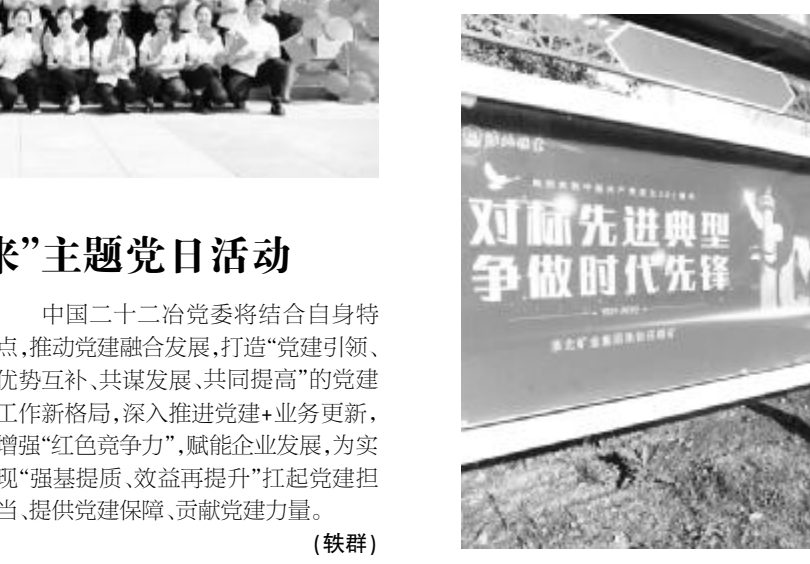 来”主题党日活动
中国二十二冶党委将结合自身特
点,推动党建融合发展,打造“党建引领、
优势互补、共谋发展、共同提高”的党建
工作新格局,深入推进党建+业务更新,
增强“红色竞争力”,赋能企业发展,为实
现“强基提质、效益再提升”扛起党建担
当、提供党建保障、贡献党建力量。
(轶群)
对标先进典型
争做时代先锋